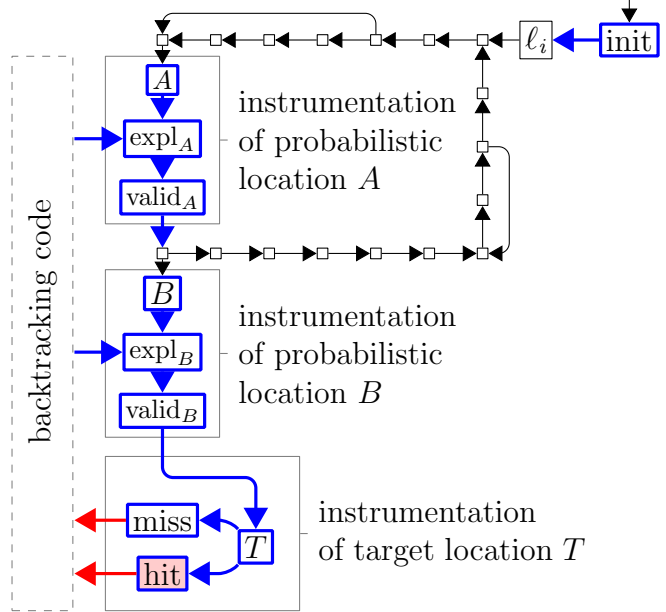 ℓᵢ
init
A
instrumentation
of probabilistic
location A
expl_A
valid_A
backtracking code
B
instrumentation
of probabilistic
location B
expl_B
valid_B
miss
T
hit
instrumentation
of target location T